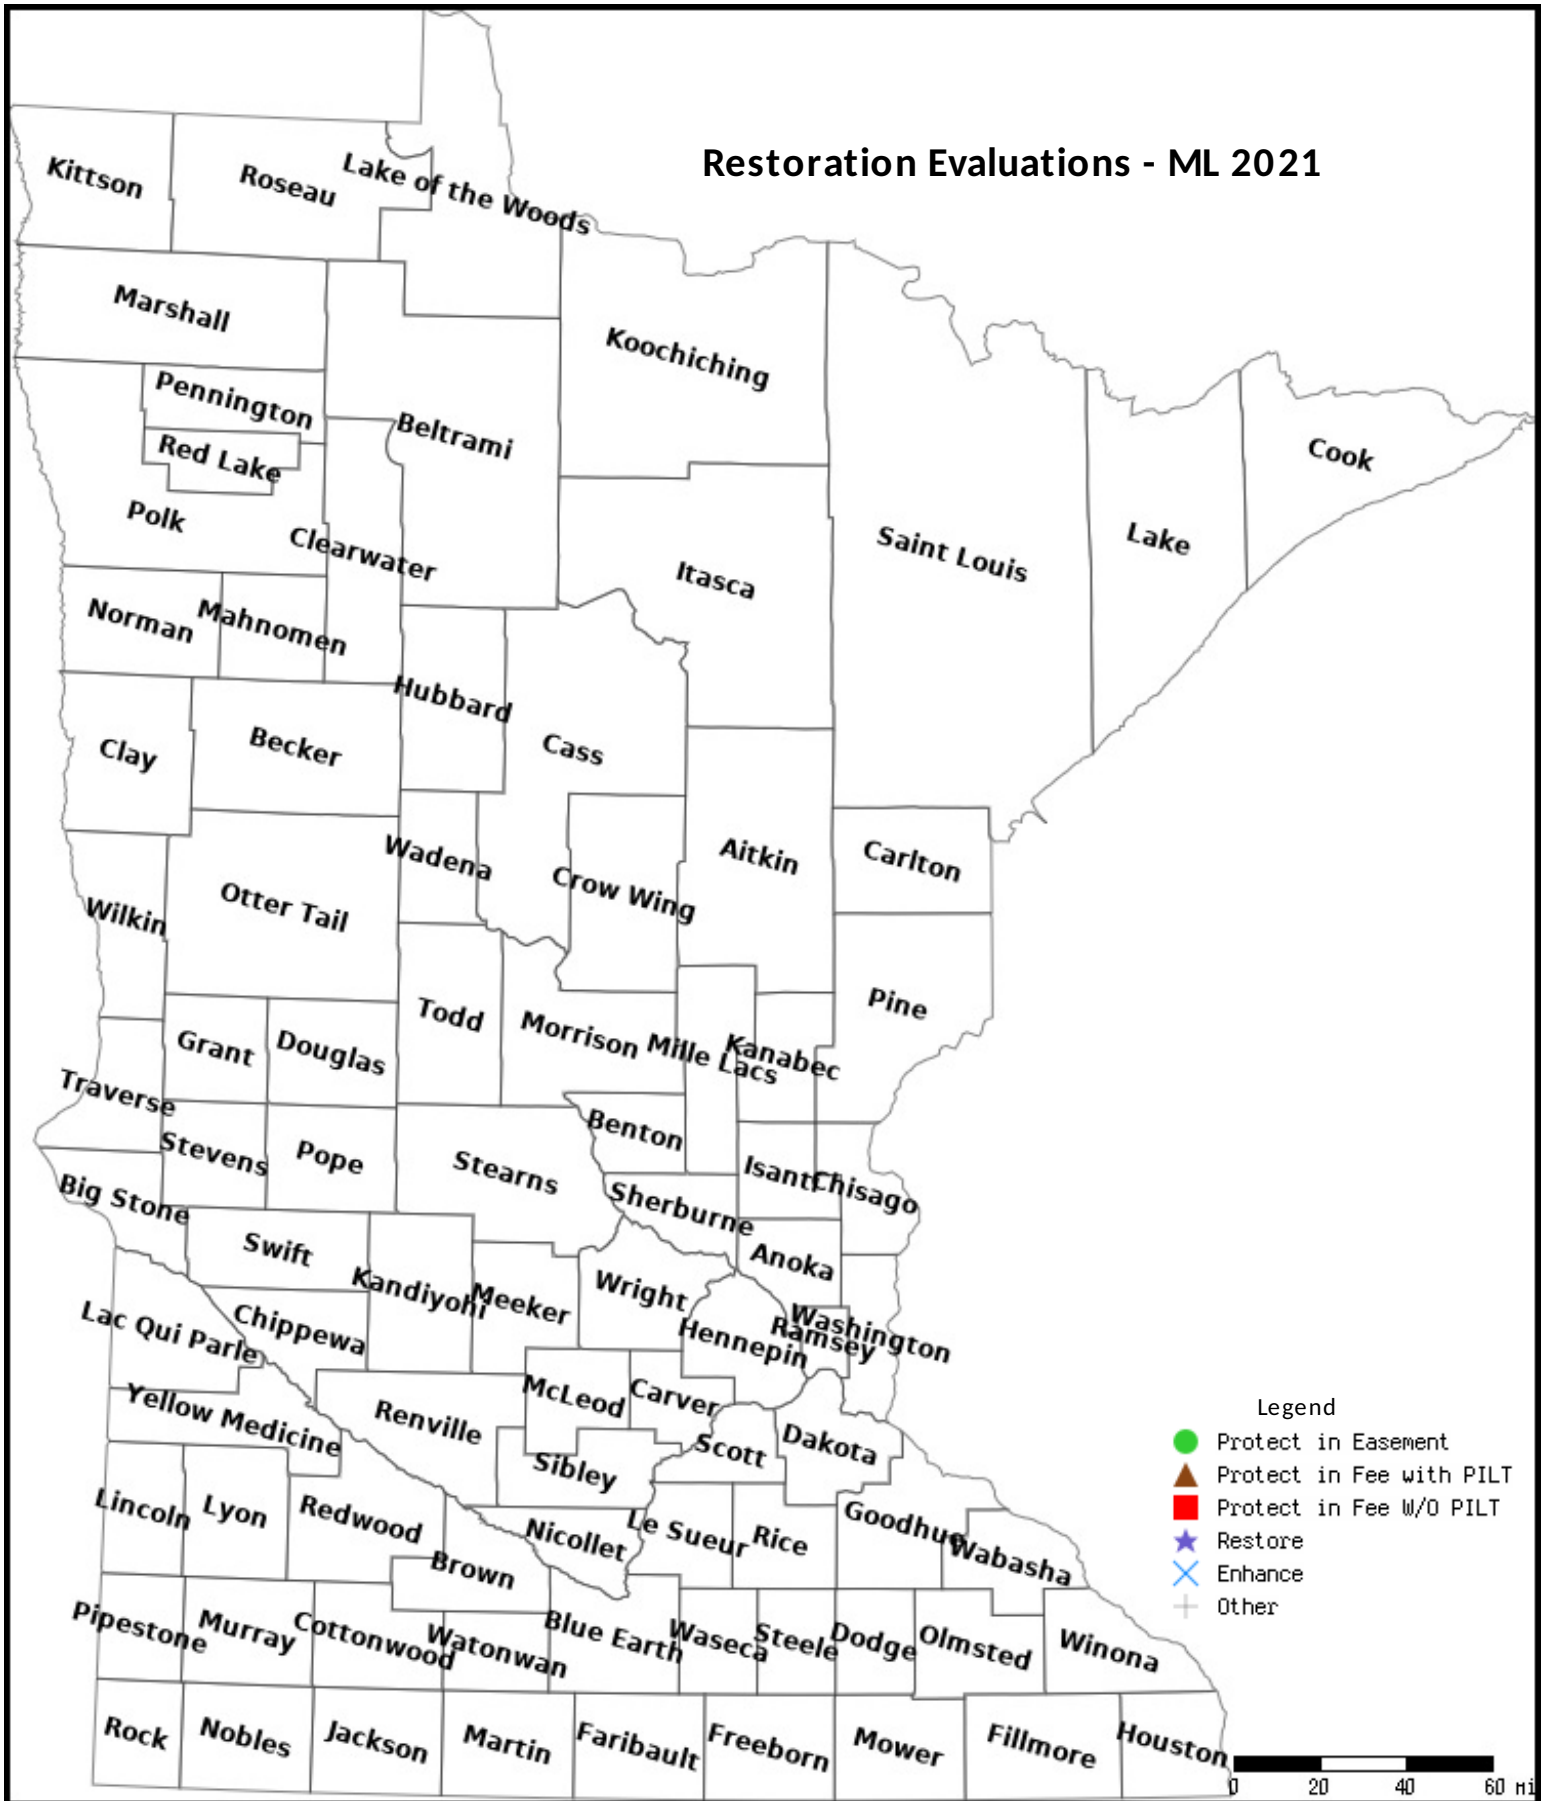 Restoration Evaluations - ML 2021
Kittson
Roseau
Lake of the Woods
Marshall
Koochiching
Pennington
Beltrami
Red Lake
Cook
Polk
Clearwater
Saint Louis
Lake
Itasca
Norman
Mahnomen
Hubbard
Clay
Becker
Cass
Wadena
Aitkin
Carlton
Crow Wing
Wilkin
Otter Tail
Pine
Todd
Morrison
Mille Lacs
Kanabec
Grant
Douglas
Traverse
Benton
Stevens
Pope
Stearns
Isanti
Chisago
Big Stone
Sherburne
Swift
Anoka
Kandiyohi
Meeker
Wright
Washington
Ramsey
Hennepin
Lac Qui Parle
Chippewa
McLeod
Carver
Yellow Medicine
Renville
Scott
Dakota
Sibley
Lincoln
Lyon
Redwood
Nicollet
Le Sueur
Rice
Goodhue
Wabasha
Brown
Pipestone
Murray
Cottonwood
Watonwan
Blue Earth
Waseca
Steele
Dodge
Olmsted
Winona
Rock
Nobles
Jackson
Martin
Faribault
Freeborn
Mower
Fillmore
Houston
Legend
Protect in Easement
Protect in Fee with PILT
Protect in Fee W/O PILT
Restore
Enhance
Other
0 20 40 60 mi